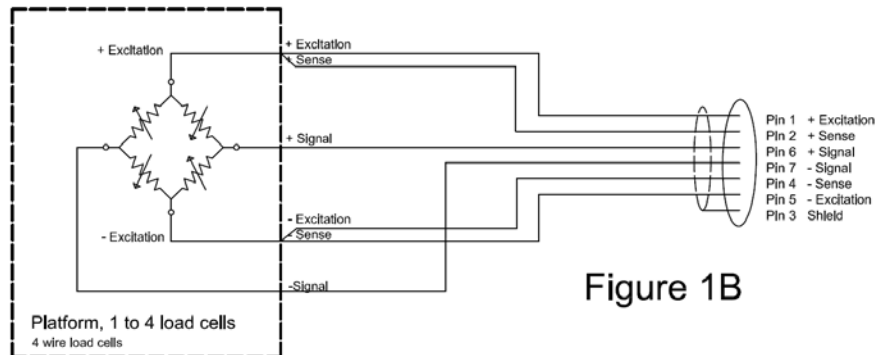 + Excitation
+ Excitation
+ Sense
+ Signal
- Excitation
- Excitation
- Sense
-Signal
Platform, 1 to 4 load cells
4 wire load cells
Pin 1 + Excitation
Pin 2 + Sense
Pin 6 + Signal
Pin 7 - Signal
Pin 4 - Sense
Pin 5 - Excitation
Pin 3 Shield
Figure 1B